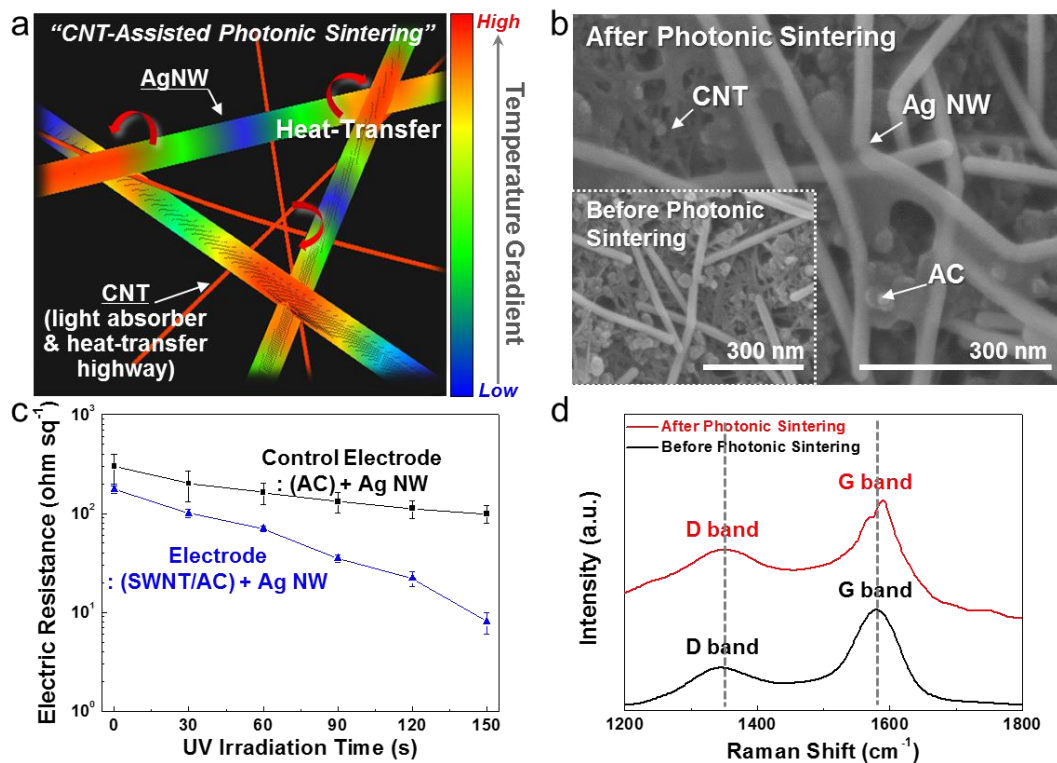 a
"CNT-Assisted Photonic Sintering"
AgNW
Heat-Transfer
CNT
(light absorber
& heat-transfer
highway)
High
Temperature Gradient
Low
b
After Photonic Sintering
CNT
Ag NW
AC
300 nm
Before Photonic
Sintering
300 nm
c
Electric Resistance (ohm sq⁻¹)
10³
10²
10¹
10⁰
Control Electrode
: (AC) + Ag NW
Electrode
: (SWNT/AC) + Ag NW
0 30 60 90 120 150
UV Irradiation Time (s)
d
Intensity (a.u.)
After Photonic Sintering
Before Photonic Sintering
G band
D band
G band
D band
1200 1400 1600 1800
Raman Shift (cm⁻¹)